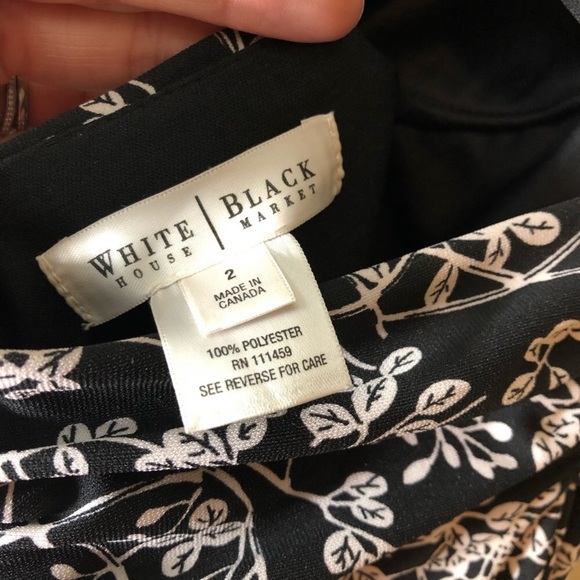 WHITE | BLACK
HOUSE | MARKET
2
MADE IN
CANADA
100% POLYESTER
RN 111459
SEE REVERSE FOR CARE